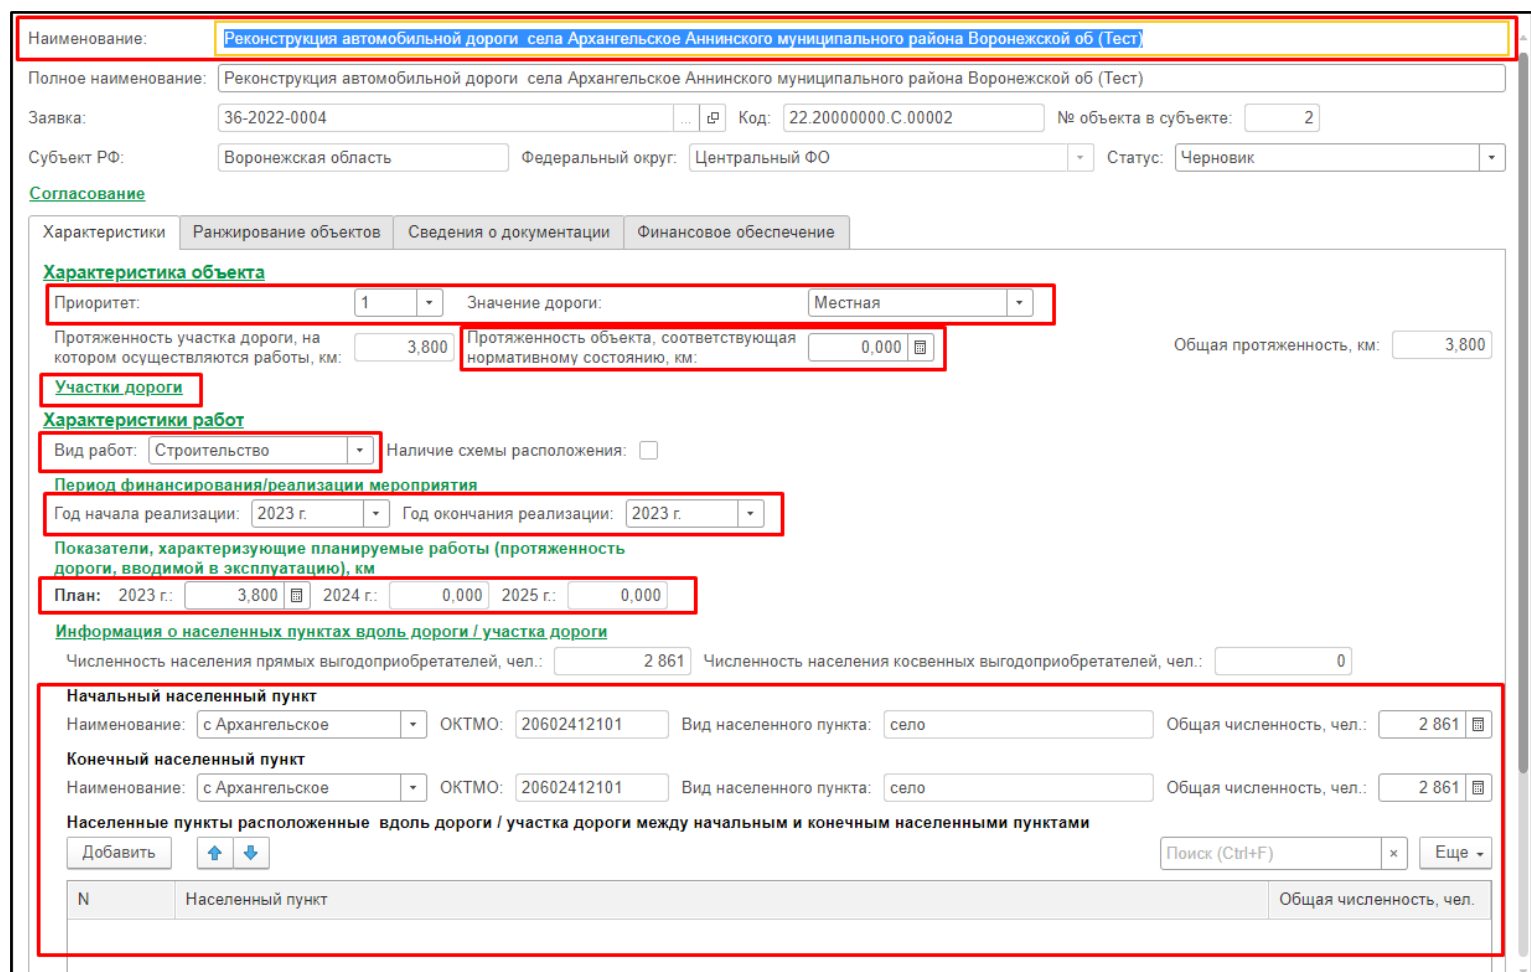 Наименование: Реконструкция автомобильной дороги  села Архангельское Аннинского муниципального района Воронежской об (Тест)
Полное наименование: Реконструкция автомобильной дороги  села Архангельское Аннинского муниципального района Воронежской об (Тест)
Заявка: 36-2022-0004 ... Код: 22.20000000.С.00002 № объекта в субъекте: 2
Субъект РФ: Воронежская область Федеральный округ: Центральный ФО Статус: Черновик
Согласование
Характеристики Ранжирование объектов Сведения о документации Финансовое обеспечение
Характеристика объекта
Приоритет: 1 Значение дороги: Местная
Протяженность участка дороги, на
котором осуществляются работы, км: 3,800
Протяженность объекта, соответствующая
нормативному состоянию, км: 0,000
Общая протяженность, км: 3,800
Участки дороги
Характеристики работ
Вид работ: Строительство Наличие схемы расположения:
Период финансирования/реализации мероприятия
Год начала реализации: 2023 г. Год окончания реализации: 2023 г.
Показатели, характеризующие планируемые работы (протяженность
дороги, вводимой в эксплуатацию), км
План: 2023 г.: 3,800 2024 г.: 0,000 2025 г.: 0,000
Информация о населенных пунктах вдоль дороги / участка дороги
Численность населения прямых выгодоприобретателей, чел.: 2 861 Численность населения косвенных выгодоприобретателей, чел.: 0
Начальный населенный пункт
Наименование: с Архангельское ОКТМО: 20602412101 Вид населенного пункта: село Общая численность, чел.: 2 861
Конечный населенный пункт
Наименование: с Архангельское ОКТМО: 20602412101 Вид населенного пункта: село Общая численность, чел.: 2 861
Населенные пункты расположенные  вдоль дороги / участка дороги между начальным и конечным населенными пунктами
Добавить Поиск (Ctrl+F) × Еще
N Населенный пункт Общая численность, чел.